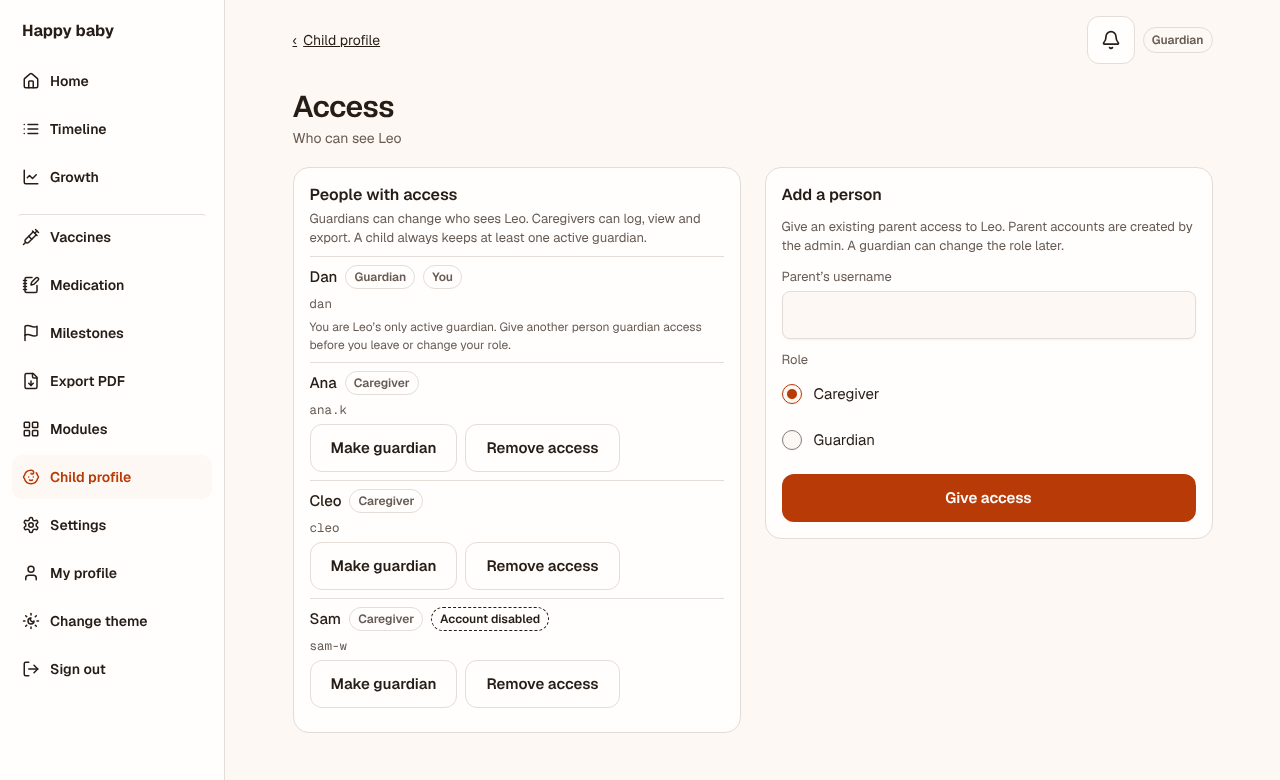 Happy baby
Home
Timeline
Growth
Vaccines
Medication
Milestones
Export PDF
Modules
Child profile
Settings
My profile
Change theme
Sign out
‹ Child profile
Guardian
Access
Who can see Leo
People with access
Guardians can change who sees Leo. Caregivers can log, view and
export. A child always keeps at least one active guardian.
Dan Guardian You
dan
You are Leo's only active guardian. Give another person guardian access
before you leave or change your role.
Ana Caregiver
ana.k
Make guardian Remove access
Cleo Caregiver
cleo
Make guardian Remove access
Sam Caregiver Account disabled
sam-w
Make guardian Remove access
Add a person
Give an existing parent access to Leo. Parent accounts are created by
the admin. A guardian can change the role later.
Parent's username
Role
Caregiver
Guardian
Give access